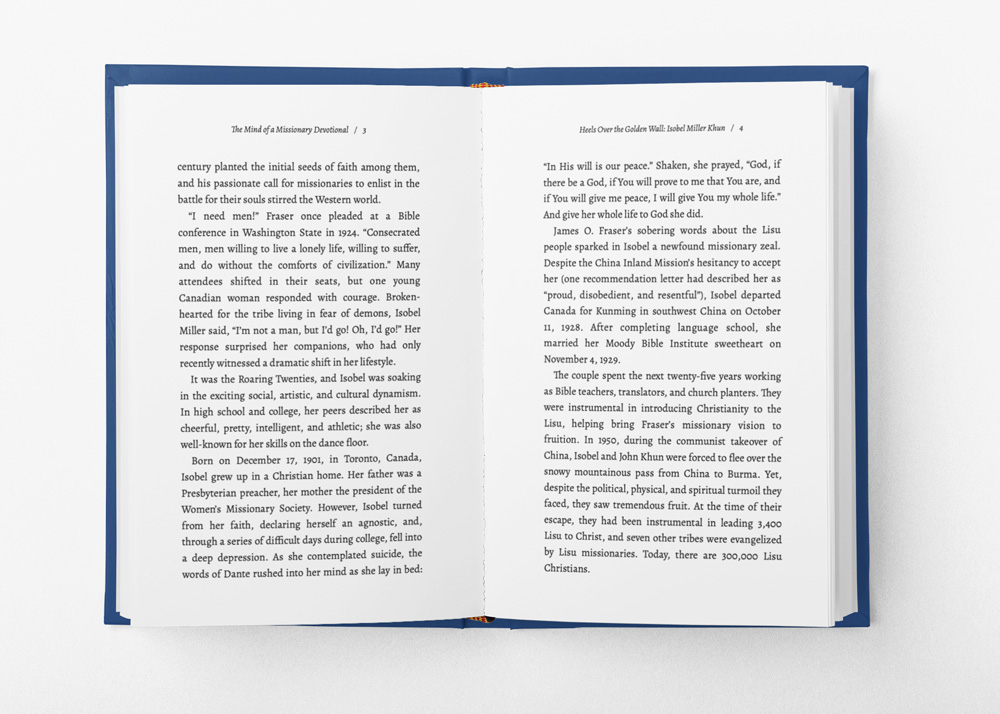 The Mind of a Missionary Devotional / 3
century planted the initial seeds of faith among them,
and his passionate call for missionaries to enlist in the
battle for their souls stirred the Western world.
“I need men!” Fraser once pleaded at a Bible
conference in Washington State in 1924. “Consecrated
men, men willing to live a lonely life, willing to suffer,
and do without the comforts of civilization.” Many
attendees shifted in their seats, but one young
Canadian woman responded with courage. Broken-
hearted for the tribe living in fear of demons, Isobel
Miller said, “I’m not a man, but I’d go! Oh, I’d go!” Her
response surprised her companions, who had only
recently witnessed a dramatic shift in her lifestyle.
It was the Roaring Twenties, and Isobel was soaking
in the exciting social, artistic, and cultural dynamism.
In high school and college, her peers described her as
cheerful, pretty, intelligent, and athletic; she was also
well-known for her skills on the dance floor.
Born on December 17, 1901, in Toronto, Canada,
Isobel grew up in a Christian home. Her father was a
Presbyterian preacher, her mother the president of the
Women’s Missionary Society. However, Isobel turned
from her faith, declaring herself an agnostic, and,
through a series of difficult days during college, fell into
a deep depression. As she contemplated suicide, the
words of Dante rushed into her mind as she lay in bed:
Heels Over the Golden Wall: Isobel Miller Khun / 4
“In His will is our peace.” Shaken, she prayed, “God, if
there be a God, if You will prove to me that You are, and
if You will give me peace, I will give You my whole life.”
And give her whole life to God she did.
James O. Fraser’s sobering words about the Lisu
people sparked in Isobel a newfound missionary zeal.
Despite the China Inland Mission’s hesitancy to accept
her (one recommendation letter had described her as
“proud, disobedient, and resentful”), Isobel departed
Canada for Kunming in southwest China on October
11, 1928. After completing language school, she
married her Moody Bible Institute sweetheart on
November 4, 1929.
The couple spent the next twenty-five years working
as Bible teachers, translators, and church planters. They
were instrumental in introducing Christianity to the
Lisu, helping bring Fraser’s missionary vision to
fruition. In 1950, during the communist takeover of
China, Isobel and John Khun were forced to flee over the
snowy mountainous pass from China to Burma. Yet,
despite the political, physical, and spiritual turmoil they
faced, they saw tremendous fruit. At the time of their
escape, they had been instrumental in leading 3,400
Lisu to Christ, and seven other tribes were evangelized
by Lisu missionaries. Today, there are 300,000 Lisu
Christians.